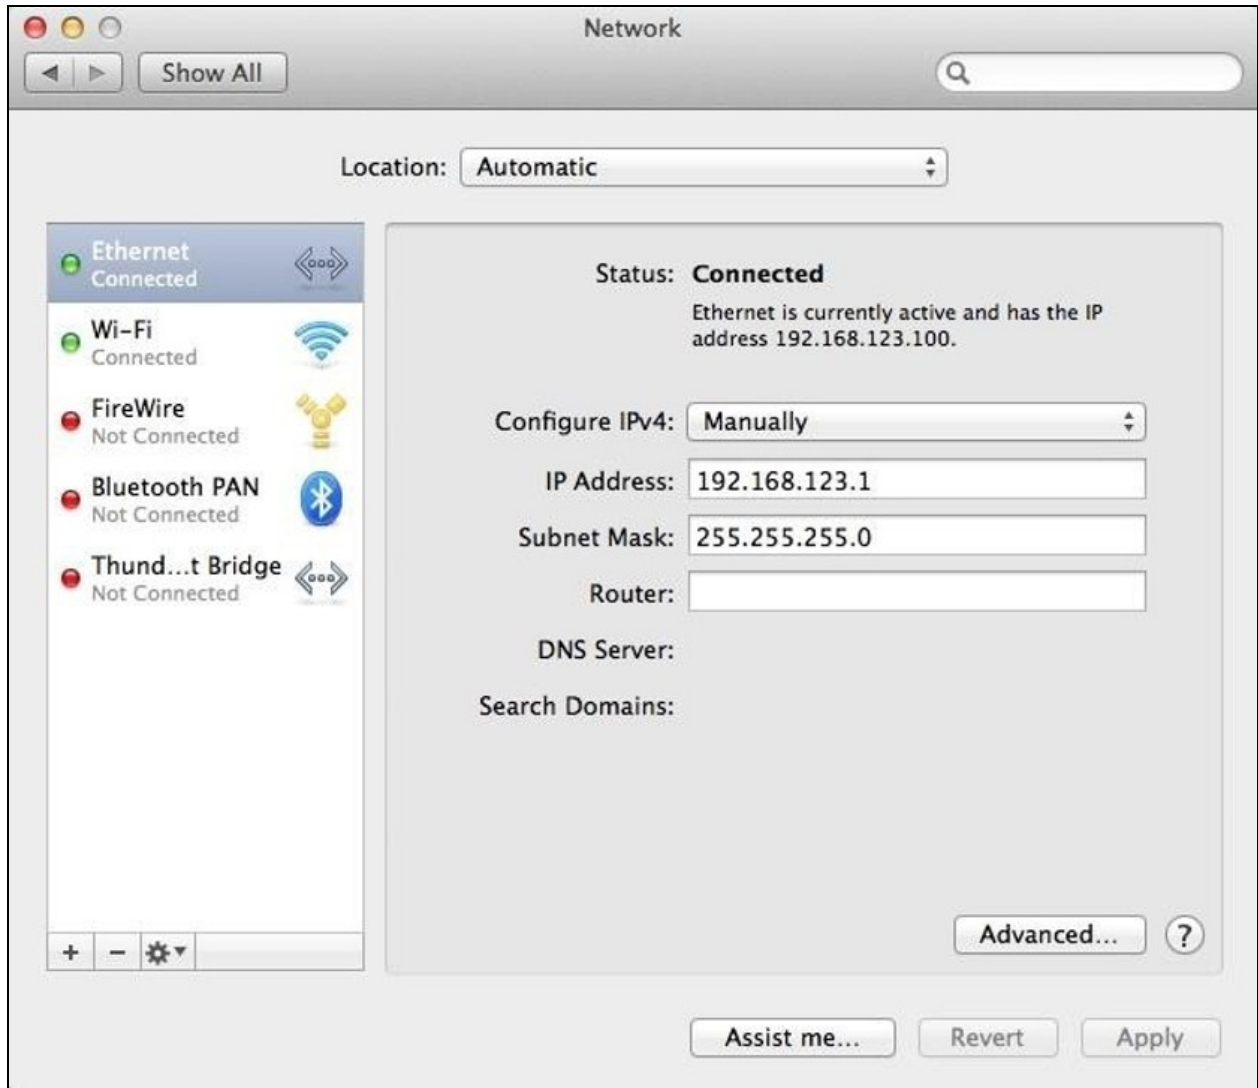 Network
Show All
Location: Automatic
Ethernet
Connected
Wi-Fi
Connected
FireWire
Not Connected
Bluetooth PAN
Not Connected
Thund...t Bridge
Not Connected
Status: Connected
Ethernet is currently active and has the IP
address 192.168.123.100.
Configure IPv4: Manually
IP Address: 192.168.123.1
Subnet Mask: 255.255.255.0
Router:
DNS Server:
Search Domains:
Advanced... ?
Assist me... Revert Apply